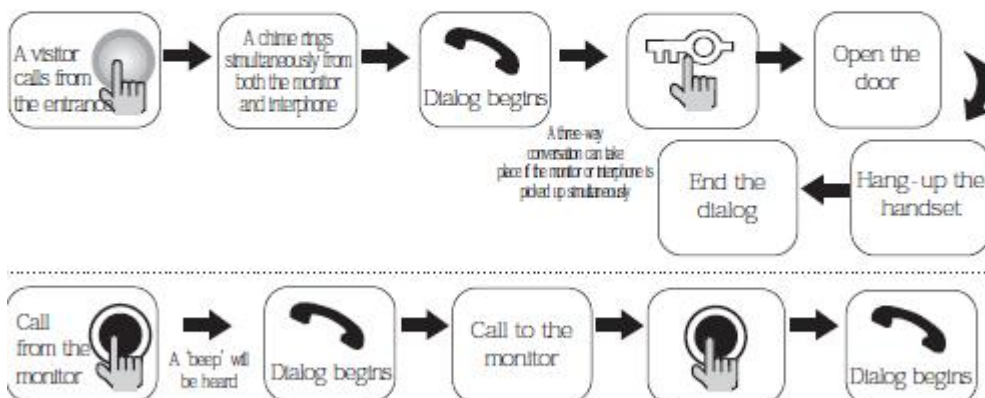 A visitor
calls from
the entrance
A chime rings
simultaneously from
both the monitor
and interphone
Dialog begins
A three-way
conversation can take
place if the monitor or interphone is
picked up simultaneously
Open the
door
Hang-up the
handset
End the
dialog
Call
from the
monitor
A 'beep' will
be heard
Dialog begins
Call to the
monitor
Dialog begins